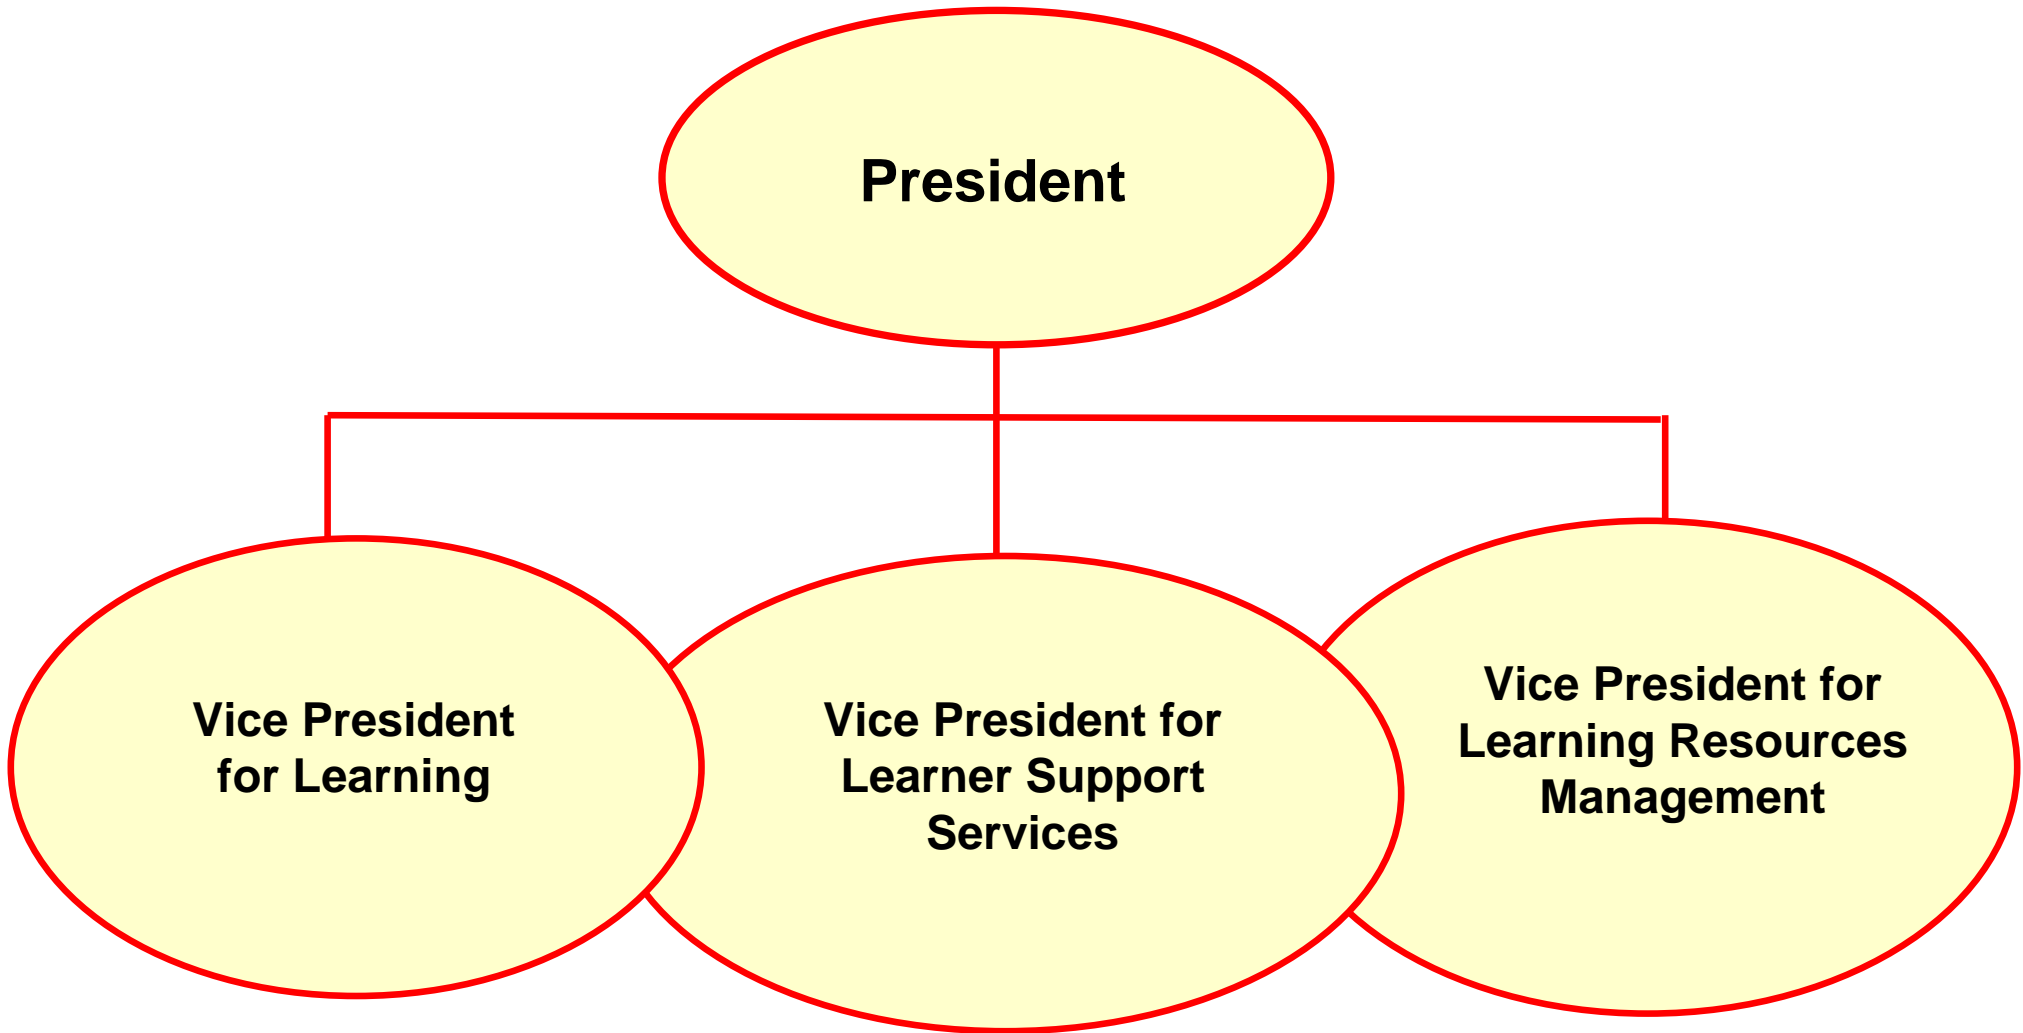 President
Vice President
for Learning
Vice President for
Learner Support
Services
Vice President for
Learning Resources
Management